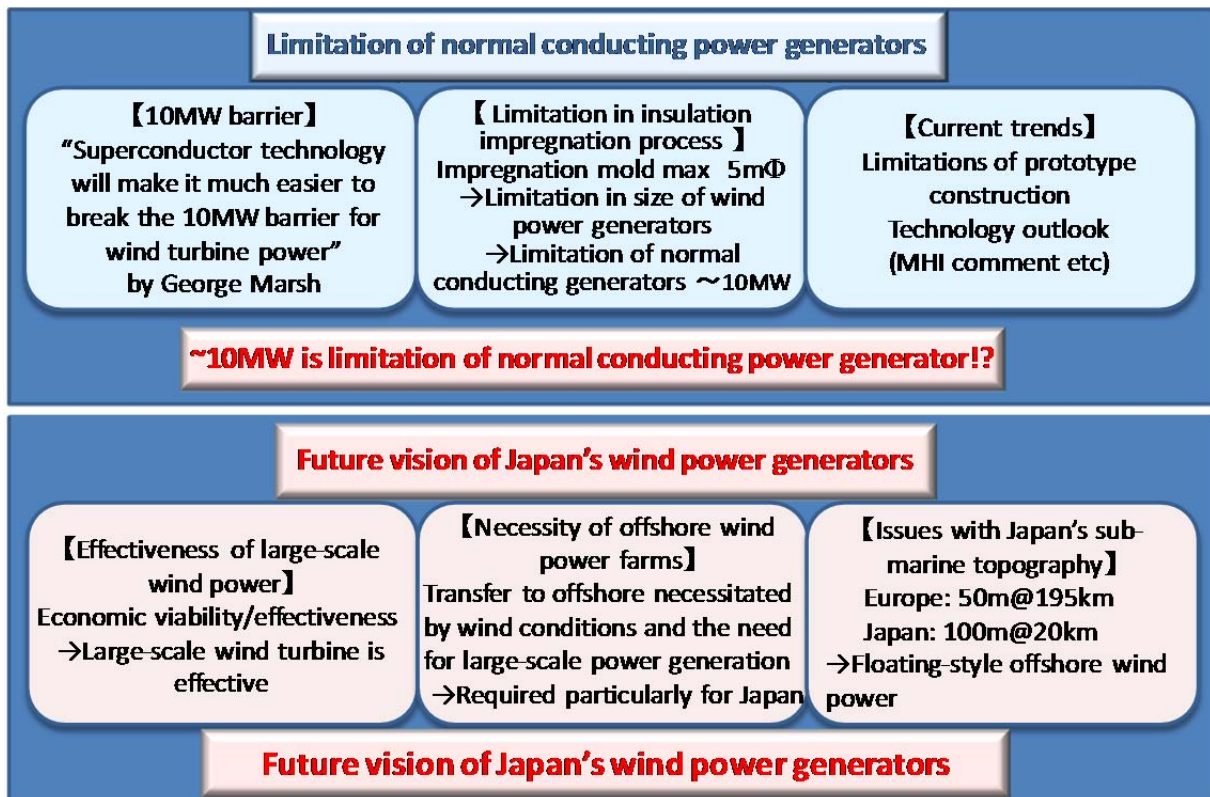 Limitation of normal conducting power generators
【10MW barrier】
"Superconductor technology
will make it much easier to
break the 10MW barrier for
wind turbine power"
by George Marsh
【 Limitation in insulation
impregnation process 】
Impregnation mold max 5mΦ
→Limitation in size of wind
power generators
→Limitation of normal
conducting generators ～10MW
【Current trends】
Limitations of prototype
construction
Technology outlook
(MHI comment etc)
~10MW is limitation of normal conducting power generator!?
Future vision of Japan's wind power generators
【Effectiveness of large-scale
wind power】
Economic viability/effectiveness
→Large-scale wind turbine is
effective
【Necessity of offshore wind
power farms】
Transfer to offshore necessitated
by wind conditions and the need
for large-scale power generation
→Required particularly for Japan
【Issues with Japan's sub-
marine topography】
Europe: 50m@195km
Japan: 100m@20km
→Floating-style offshore wind
power
Future vision of Japan's wind power generators